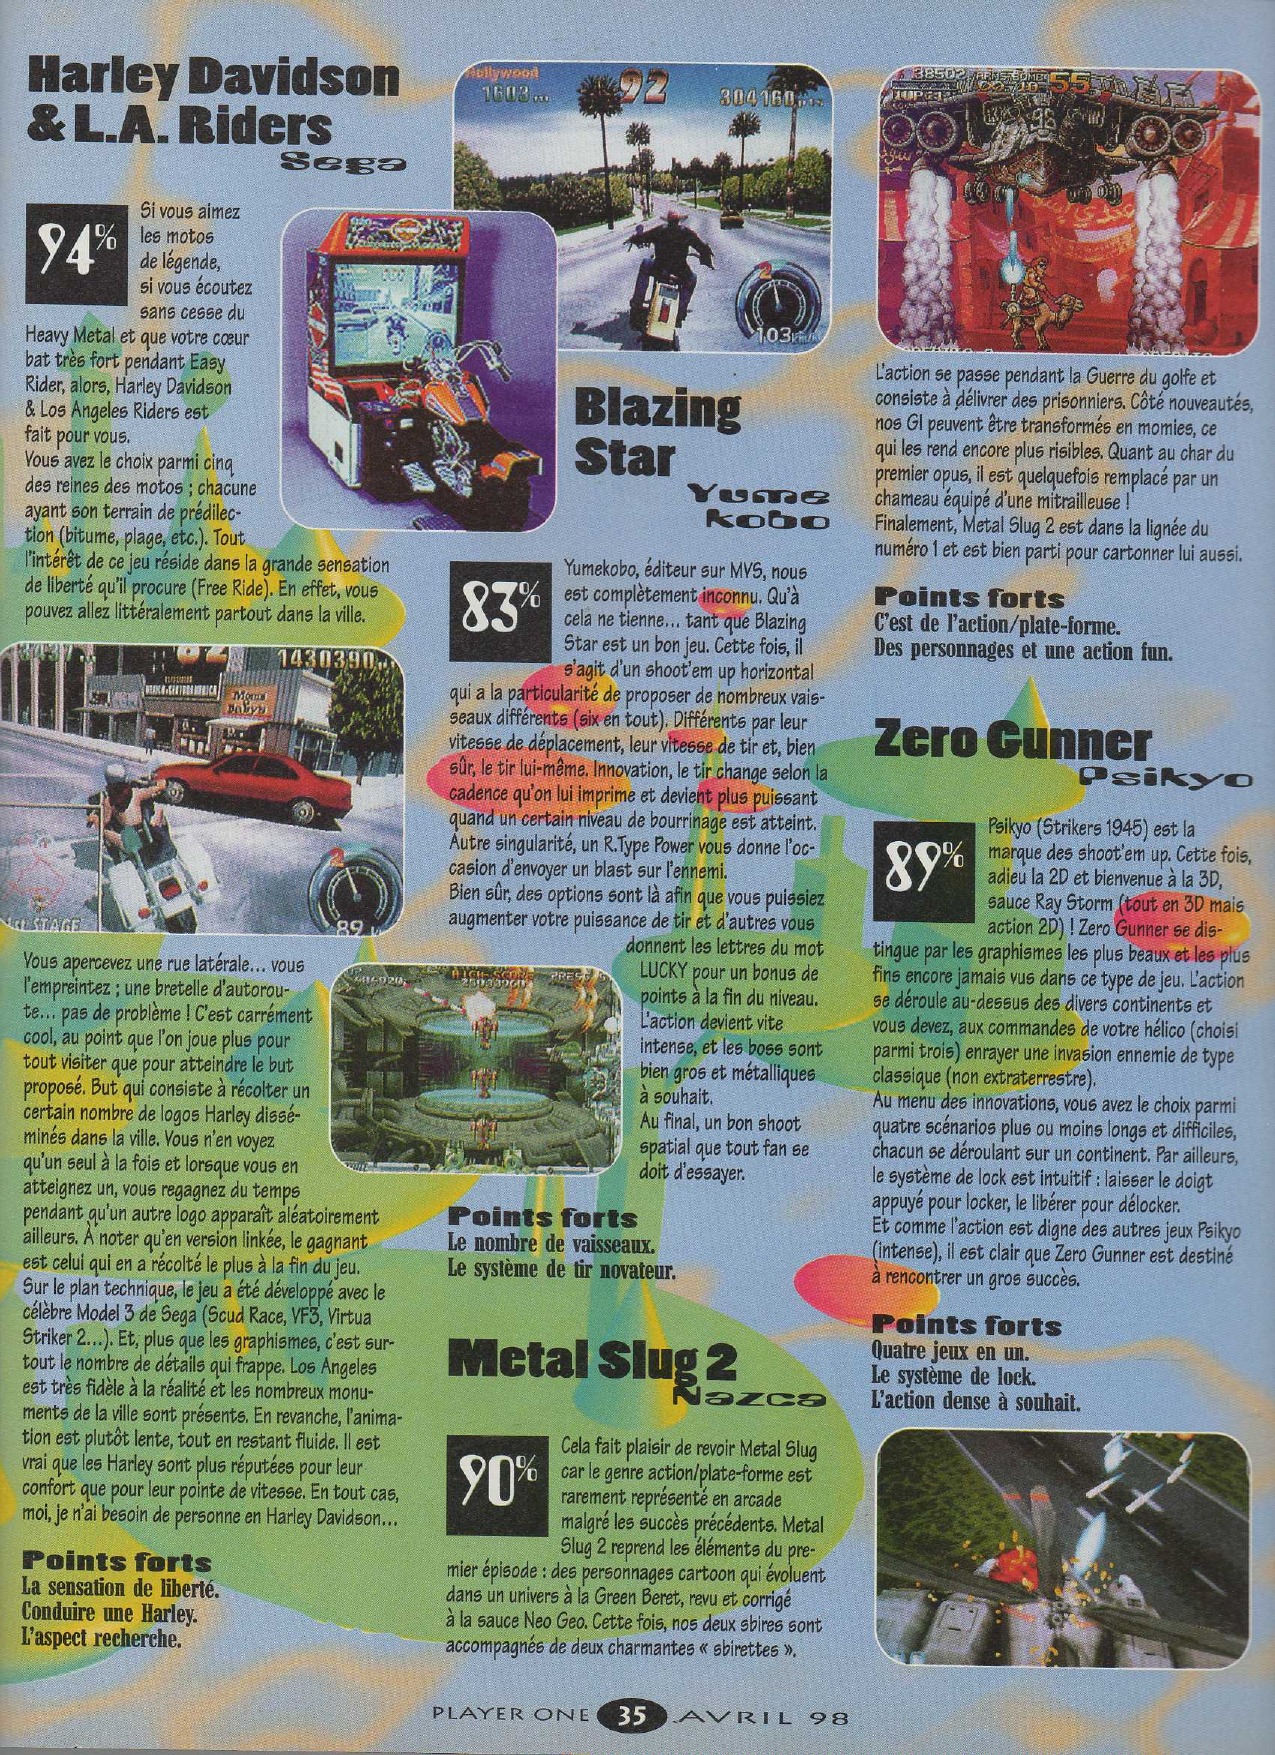 Harley Davidson
& L.A. Riders
Sega
94%
Si vous aimez
les motos
de légende,
si vous écoutez
sans cesse du
Heavy Metal et que votre cœur
bat très fort pendant Easy
Rider, alors, Harley Davidson
& Los Angeles Riders est
fait pour vous.
Vous avez le choix parmi cinq
des reines des motos ; chacune
ayant son terrain de prédilec-
tion (bitume, plage, etc.). Tout
l'intérêt de ce jeu réside dans la grande sensation
de liberté qu'il procure (Free Ride). En effet, vous
pouvez allez littéralement partout dans la ville.
1430390
Moms
Bakery
2
89
1st STAGE
Vous apercevez une rue latérale... vous
l'empreintez ; une bretelle d'autorou-
te... pas de problème ! C'est carrément
cool, au point que l'on joue plus pour
tout visiter que pour atteindre le but
proposé. But qui consiste à récolter un
certain nombre de logos Harley dissé-
minés dans la ville. Vous n'en voyez
qu'un seul à la fois et lorsque vous en
atteignez un, vous regagnez du temps
pendant qu'un autre logo apparaît aléatoirement
ailleurs. À noter qu'en version linkée, le gagnant
est celui qui en a récolté le plus à la fin du jeu.
Sur le plan technique, le jeu a été développé avec le
célèbre Model 3 de Sega (Scud Race, VF3, Virtua
Striker 2...). Et, plus que les graphismes, c'est sur-
tout le nombre de détails qui frappe. Los Angeles
est très fidèle à la réalité et les nombreux monu-
ments de la ville sont présents. En revanche, l'anima-
tion est plutôt lente, tout en restant fluide. Il est
vrai que les Harley sont plus réputées pour leur
confort que pour leur pointe de vitesse. En tout cas,
moi, je n'ai besoin de personne en Harley Davidson...
Points forts
La sensation de liberté.
Conduire une Harley.
L'aspect recherche.
Hollywood
1603
92
304160
2
103
Blazing
Star
Yume
kobo
83%
Yumekobo, éditeur sur MVS, nous
est complètement inconnu. Qu'à
cela ne tienne... tant que Blazing
Star est un bon jeu. Cette fois, il
s'agit d'un shoot'em up horizontal
qui a la particularité de proposer de nombreux vais-
seaux différents (six en tout). Différents par leur
vitesse de déplacement, leur vitesse de tir et, bien
sûr, le tir lui-même. Innovation, le tir change selon la
cadence qu'on lui imprime et devient plus puissant
quand un certain niveau de bourrinage est atteint.
Autre singularité, un R.Type Power vous donne l'oc-
casion d'envoyer un blast sur l'ennemi.
Bien sûr, des options sont là afin que vous puissiez
augmenter votre puissance de tir et d'autres vous
donnent les lettres du mot
LUCKY pour un bonus de
points à la fin du niveau.
L'action devient vite
intense, et les boss sont
bien gros et métalliques
à souhait.
Au final, un bon shoot
spatial que tout fan se
doit d'essayer.
HIGH-SCORE
Points forts
Le nombre de vaisseaux.
Le système de tir novateur.
Metal Slug 2
Nazca
90%
Cela fait plaisir de revoir Metal Slug
car le genre action/plate-forme est
rarement représenté en arcade
malgré les succès précédents. Metal
Slug 2 reprend les éléments du pre-
mier épisode : des personnages cartoon qui évoluent
dans un univers à la Green Beret, revu et corrigé
à la sauce Neo Geo. Cette fois, nos deux sbires sont
accompagnés de deux charmantes « sbirettes ».
55
L'action se passe pendant la Guerre du golfe et
consiste à délivrer des prisonniers. Côté nouveautés,
nos GI peuvent être transformés en momies, ce
qui les rend encore plus risibles. Quant au char du
premier opus, il est quelquefois remplacé par un
chameau équipé d'une mitrailleuse !
Finalement, Metal Slug 2 est dans la lignée du
numéro 1 et est bien parti pour cartonner lui aussi.
Points forts
C'est de l'action/plate-forme.
Des personnages et une action fun.
Zero Gunner
Psikyo
89%
Psikyo (Strikers 1945) est la
marque des shoot'em up. Cette fois,
adieu la 2D et bienvenue à la 3D,
sauce Ray Storm (tout en 3D mais
action 2D) ! Zero Gunner se dis-
tingue par les graphismes les plus beaux et les plus
fins encore jamais vus dans ce type de jeu. L'action
se déroule au-dessus des divers continents et
vous devez, aux commandes de votre hélico (choisi
parmi trois) enrayer une invasion ennemie de type
classique (non extraterrestre).
Au menu des innovations, vous avez le choix parmi
quatre scénarios plus ou moins longs et difficiles,
chacun se déroulant sur un continent. Par ailleurs,
le système de lock est intuitif : laisser le doigt
appuyé pour locker, le libérer pour délocker.
Et comme l'action est digne des autres jeux Psikyo
(intense), il est clair que Zero Gunner est destiné
à rencontrer un gros succès.
Points forts
Quatre jeux en un.
Le système de lock.
L'action dense à souhait.
PLAYER ONE 35 AVRIL 98